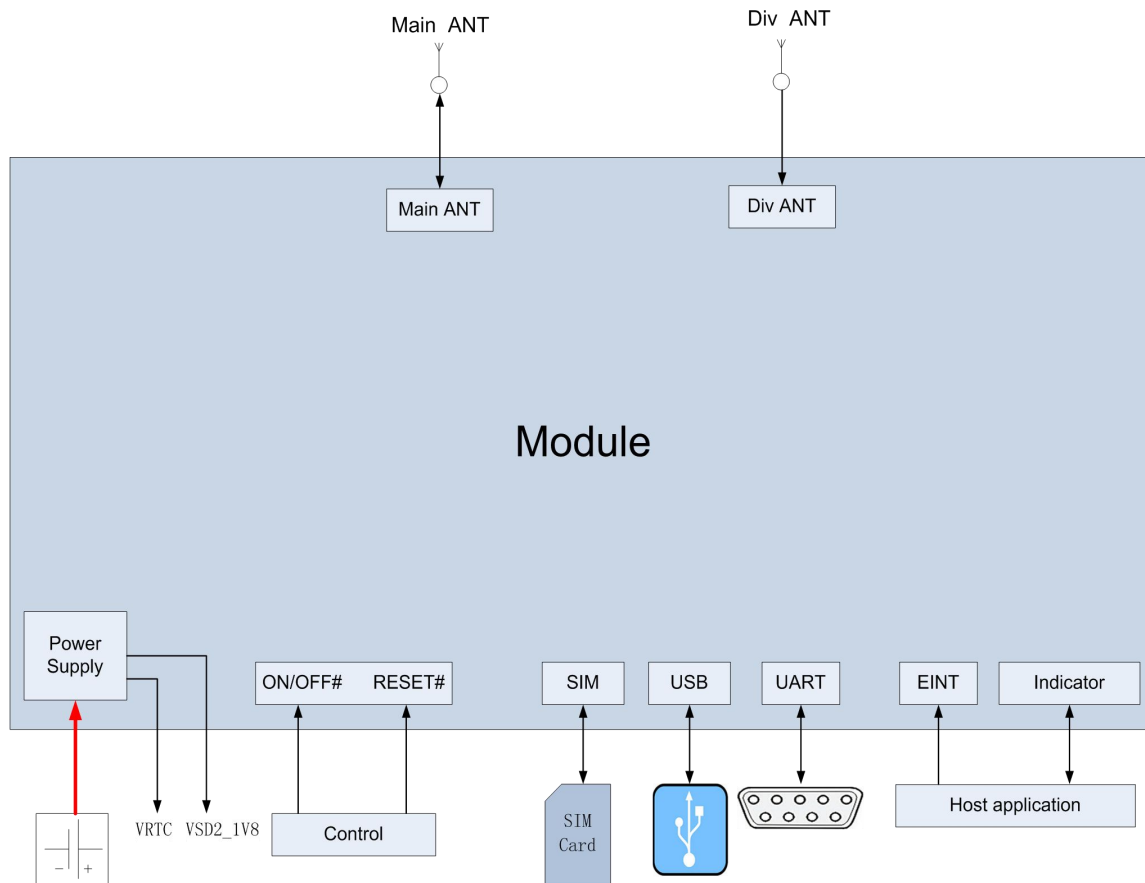 Main ANT
Div ANT
Main ANT
Div ANT
Module
Power
Supply
ON/OFF# RESET#
SIM
USB
UART
EINT
Indicator
VRTC VSD2_1V8
Control
SIM
Card
Host application
- +